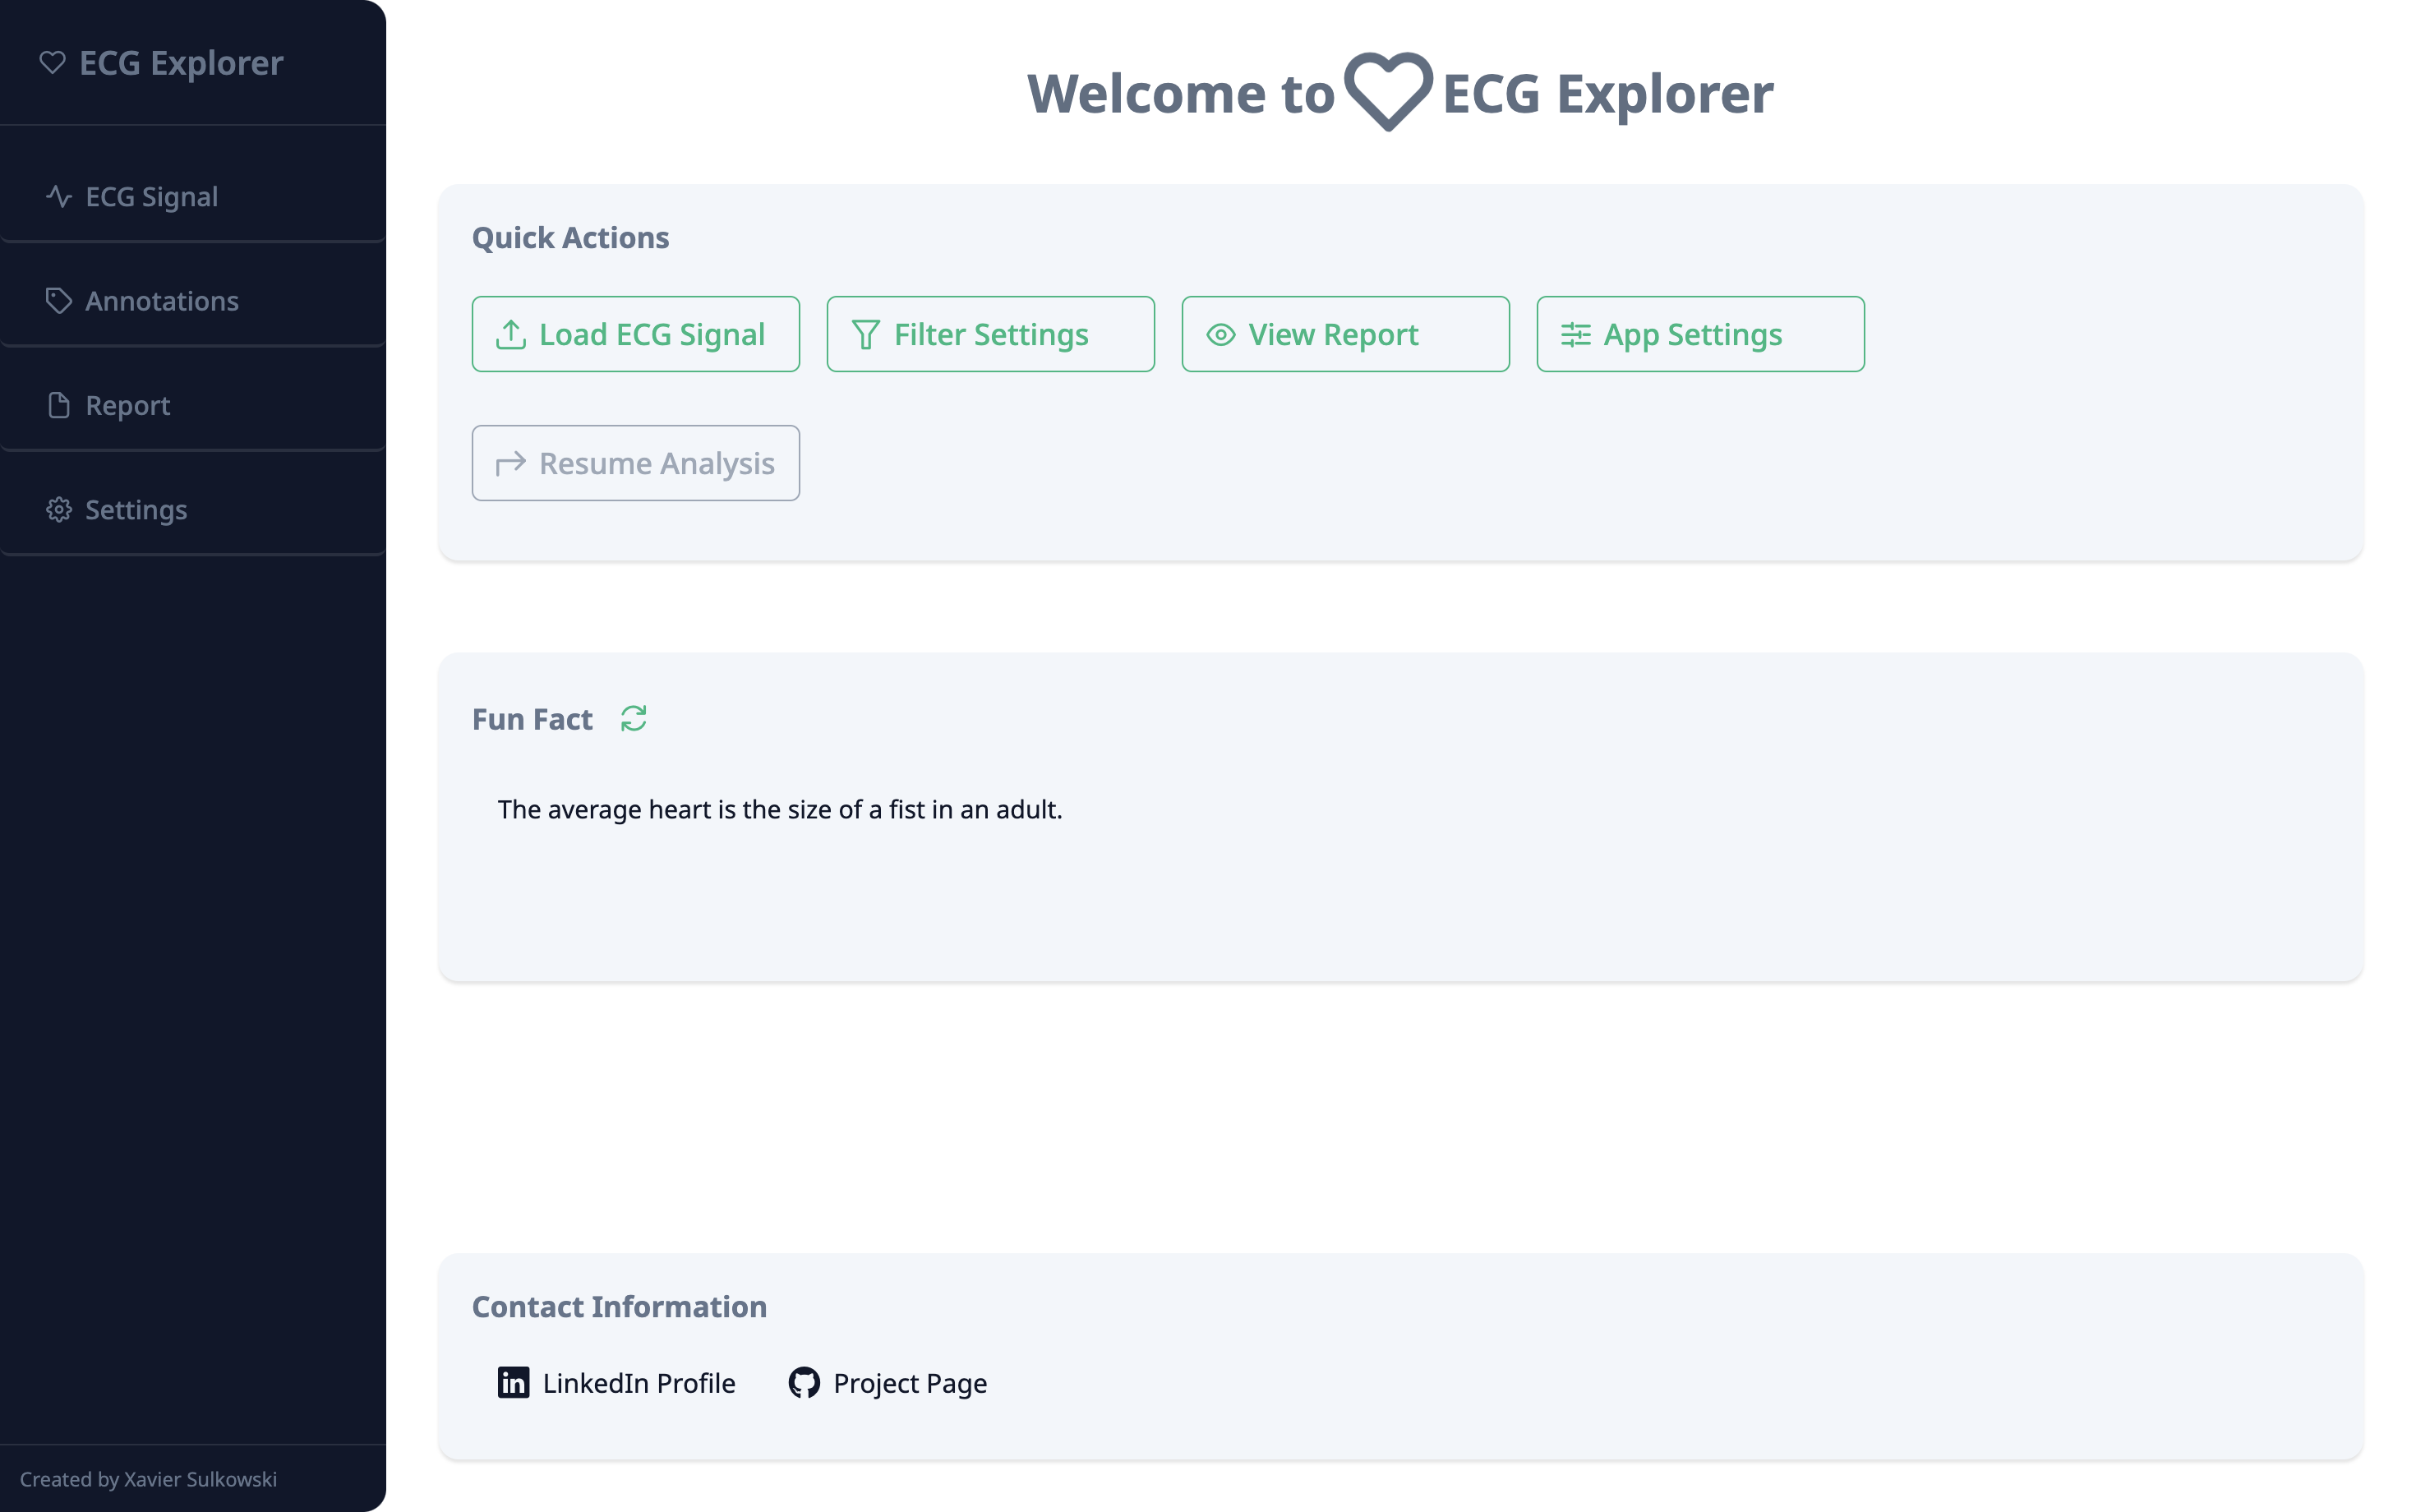 ECG Explorer
ECG Signal
Annotations
Report
Settings
Created by Xavier Sulkowski
Welcome to ECG Explorer
Quick Actions
Load ECG Signal
Filter Settings
View Report
App Settings
Resume Analysis
Fun Fact
The average heart is the size of a fist in an adult.
Contact Information
LinkedIn Profile
Project Page